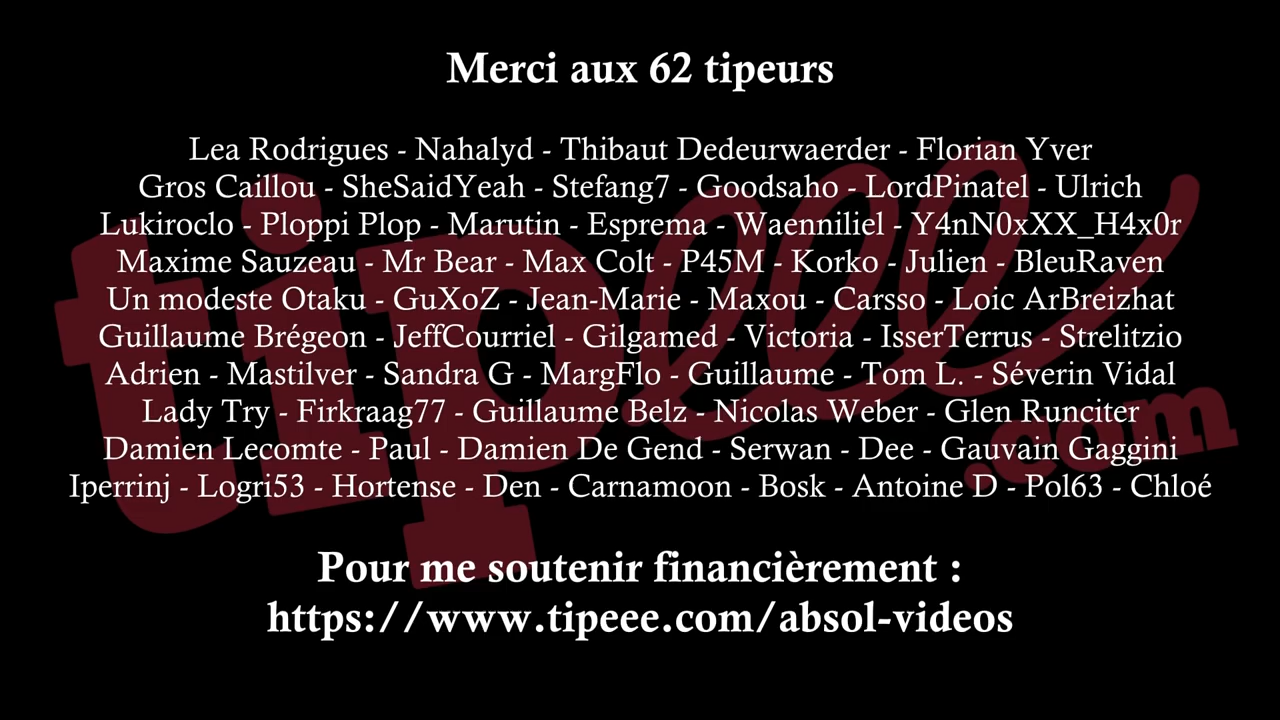 Merci aux 62 tipeurs
Lea Rodrigues - Nahalyd - Thibaut Dedeurwaerder - Florian Yver
Gros Caillou - SheSaidYeah - Stefang7 - Goodsaho - LordPinatel - Ulrich
Lukiroclo - Ploppi Plop - Marutin - Esprema - Waenniliel - Y4nN0xXX_H4x0r
Maxime Sauzeau - Mr Bear - Max Colt - P45M - Korko - Julien - BleuRaven
Un modeste Otaku - GuXoZ - Jean-Marie - Maxou - Carsso - Loic ArBreizhat
Guillaume Brégeon - JeffCourriel - Gilgamed - Victoria - IsserTerrus - Strelitzio
Adrien - Mastilver - Sandra G - MargFlo - Guillaume - Tom L. - Séverin Vidal
Lady Try - Firkraag77 - Guillaume Belz - Nicolas Weber - Glen Runciter
Damien Lecomte - Paul - Damien De Gend - Serwan - Dee - Gauvain Gaggini
Iperrinj - Logri53 - Hortense - Den - Carnamoon - Bosk - Antoine D - Pol63 - Chloé
tipeee.com
Pour me soutenir financièrement :
https://www.tipeee.com/absol-videos